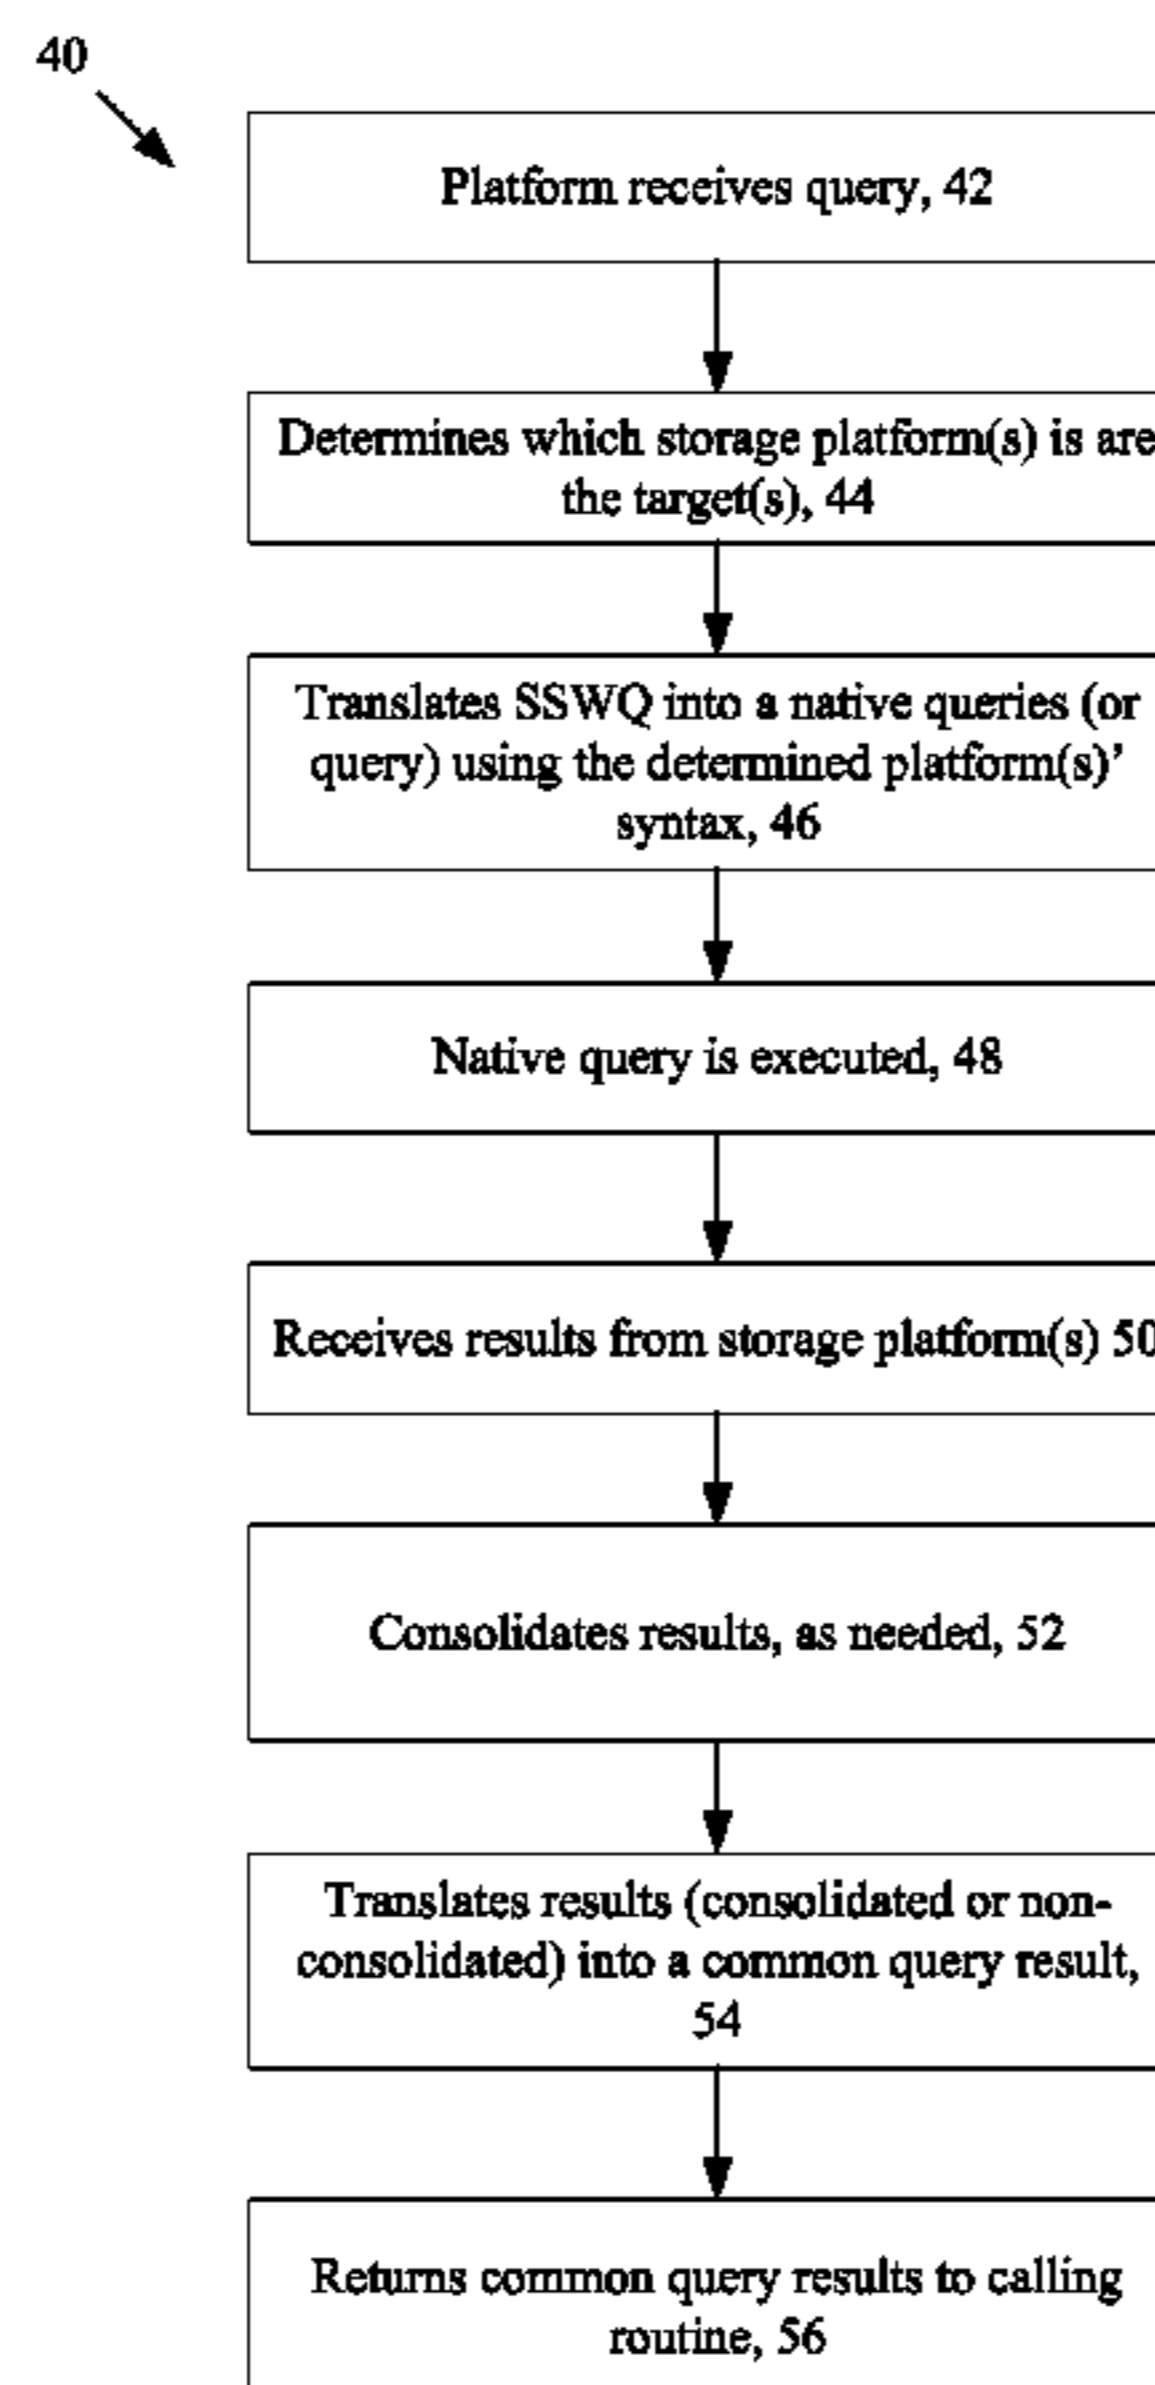 40
Platform receives query, 42
Determines which storage platform(s) is are
the target(s), 44
Translates SSWQ into a native queries (or
query) using the determined platform(s)’
syntax, 46
Native query is executed, 48
Receives results from storage platform(s) 50
Consolidates results, as needed, 52
Translates results (consolidated or non-
consolidated) into a common query result,
54
Returns common query results to calling
routine, 56